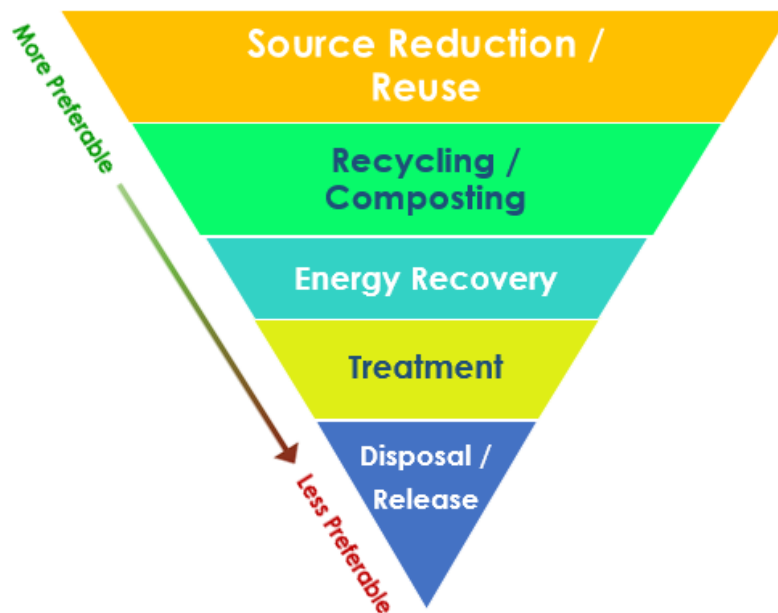 More Preferable
Source Reduction /
Reuse
Recycling /
Composting
Energy Recovery
Treatment
Disposal /
Release
Less Preferable